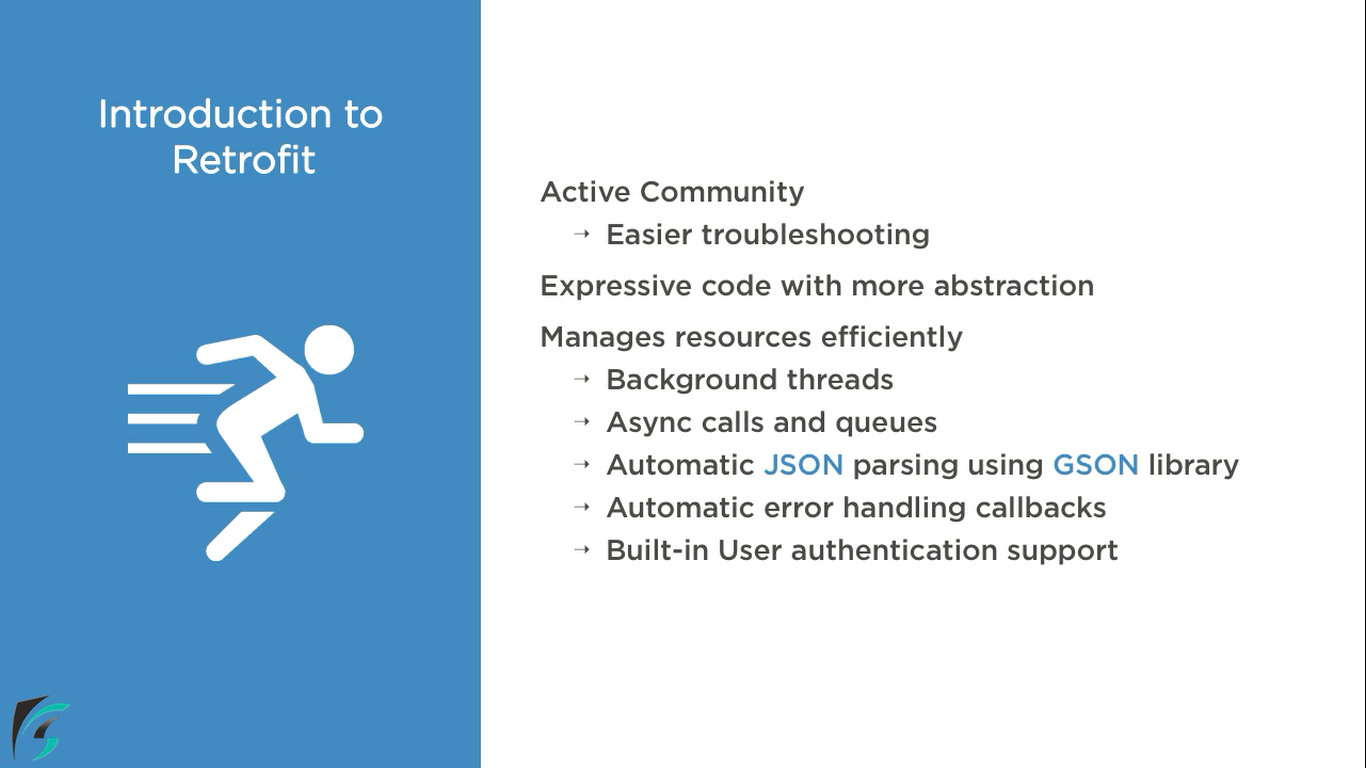 Introduction to
Retrofit
Active Community
→ Easier troubleshooting
Expressive code with more abstraction
Manages resources efficiently
→ Background threads
→ Async calls and queues
→ Automatic JSON parsing using GSON library
→ Automatic error handling callbacks
→ Built-in User authentication support